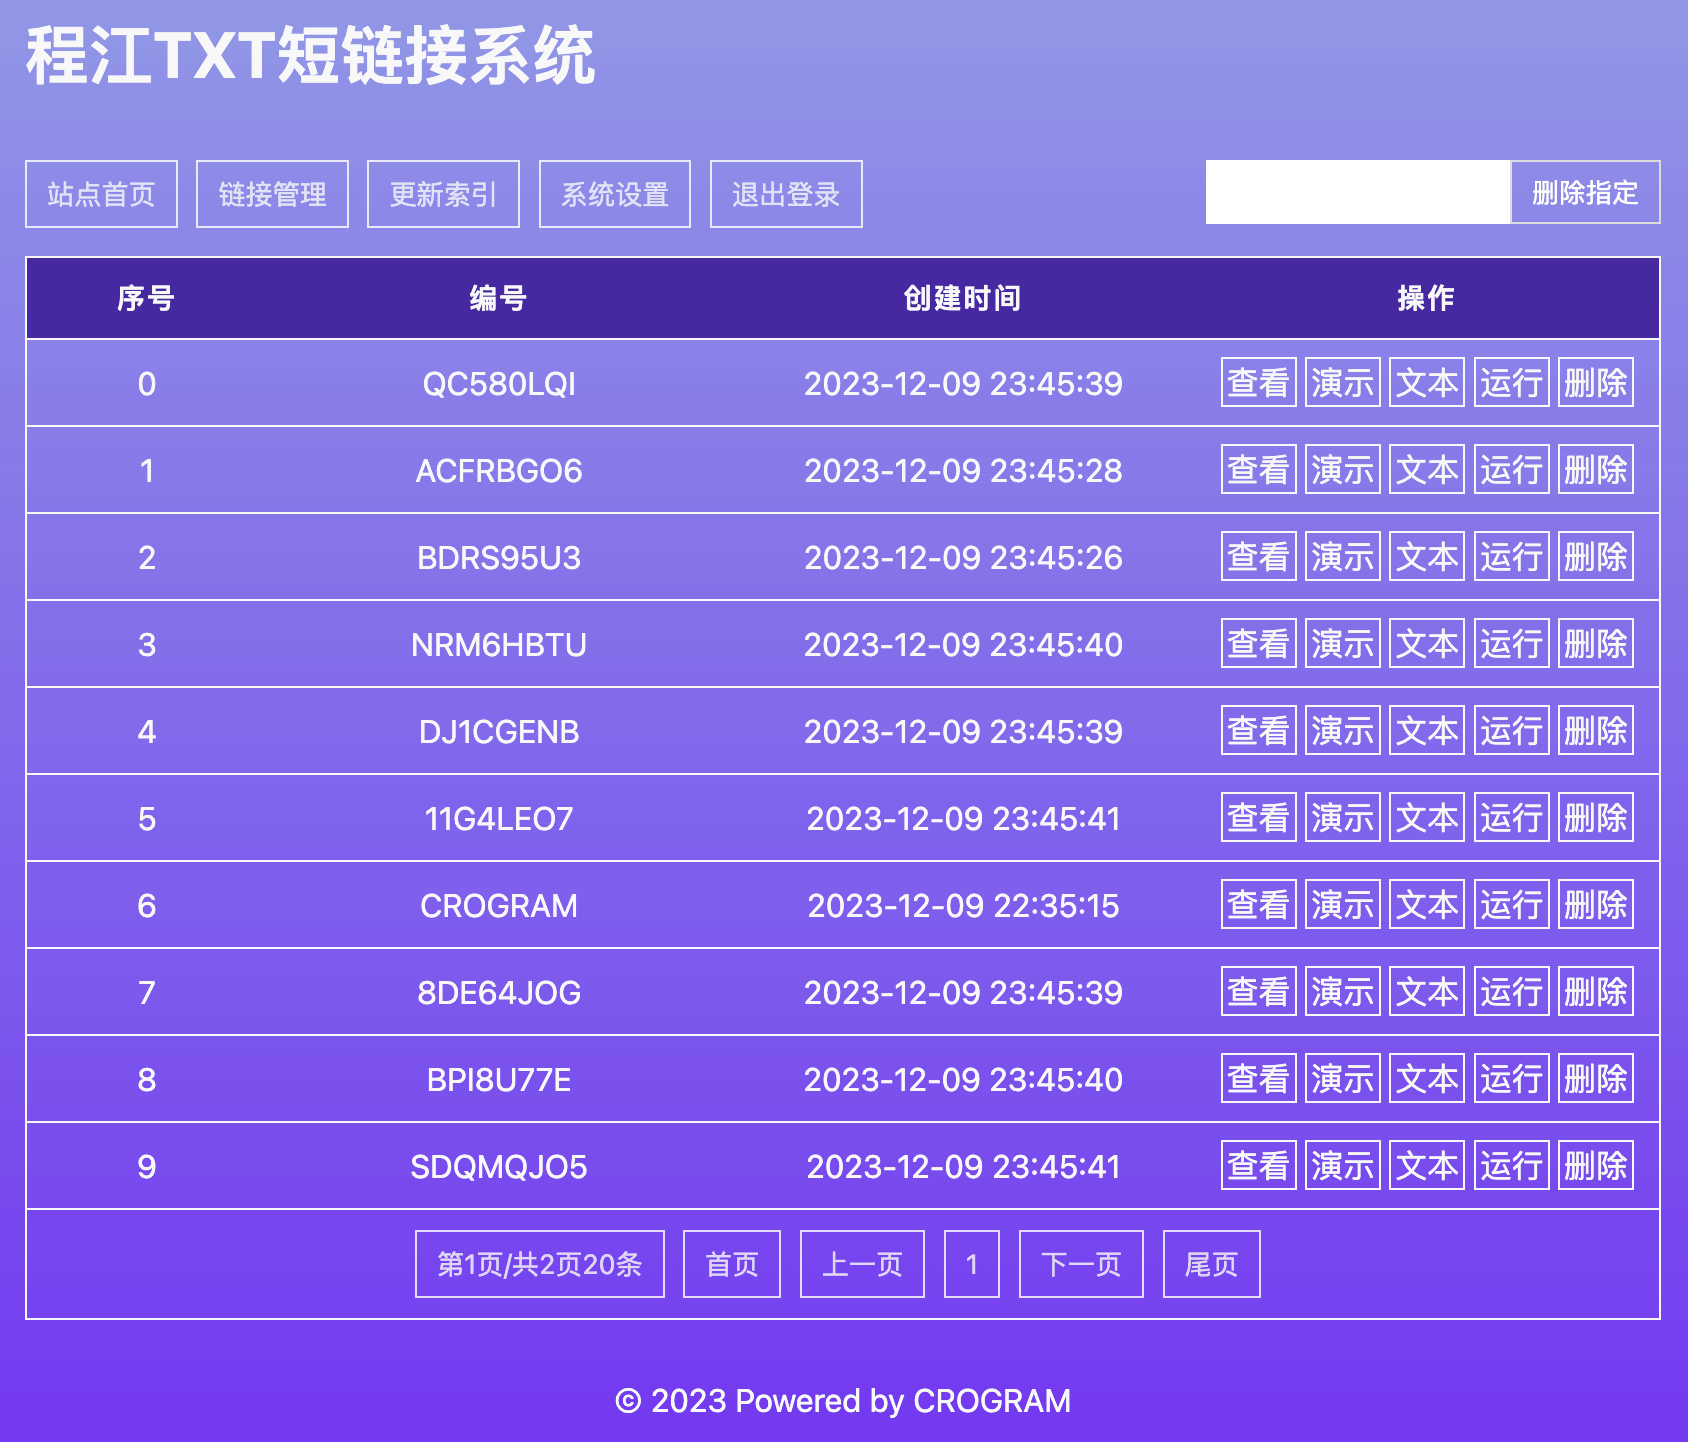 程江TXT短链接系统
站点首页 链接管理 更新索引 系统设置 退出登录 删除指定
序号 编号 创建时间 操作
0 QC580LQI 2023-12-09 23:45:39 查看 演示 文本 运行 删除
1 ACFRBGO6 2023-12-09 23:45:28 查看 演示 文本 运行 删除
2 BDRS95U3 2023-12-09 23:45:26 查看 演示 文本 运行 删除
3 NRM6HBTU 2023-12-09 23:45:40 查看 演示 文本 运行 删除
4 DJ1CGENB 2023-12-09 23:45:39 查看 演示 文本 运行 删除
5 11G4LEO7 2023-12-09 23:45:41 查看 演示 文本 运行 删除
6 CROGRAM 2023-12-09 22:35:15 查看 演示 文本 运行 删除
7 8DE64JOG 2023-12-09 23:45:39 查看 演示 文本 运行 删除
8 BPI8U77E 2023-12-09 23:45:40 查看 演示 文本 运行 删除
9 SDQMQJO5 2023-12-09 23:45:41 查看 演示 文本 运行 删除
第1页/共2页20条 首页 上一页 1 下一页 尾页
© 2023 Powered by CROGRAM